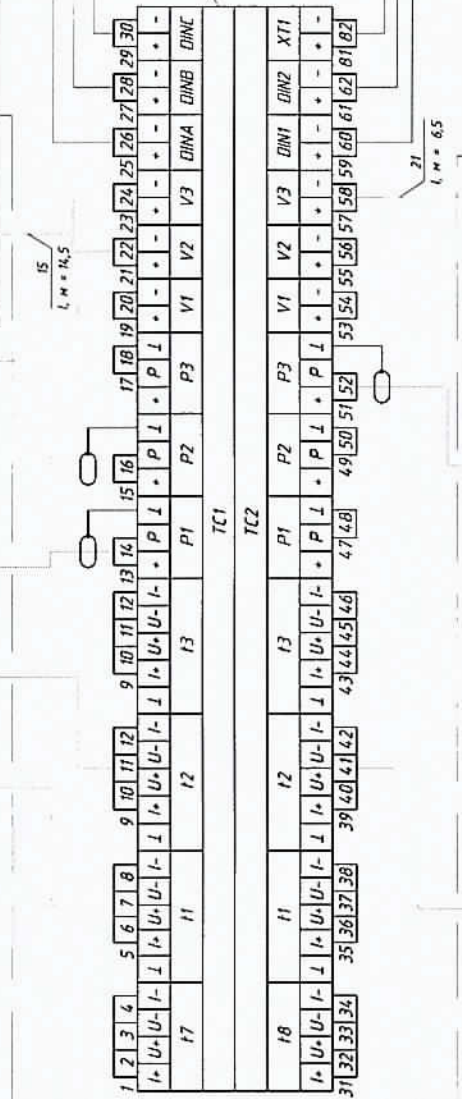 15
l, м = 14,5
1 2 3 4 5 6 7 8 9 10 11 12 9 10 11 12 13 14 15 16 17 18 19 20 21 22 23 24 25 26 27 28 29 30
I+ U+ U- I- ⊥ I+ U+ U- I- ⊥ I+ U+ U- I- ⊥ I+ U+ U- I- + P ⊥ + P ⊥ + P ⊥ + - + - + - + - + - + -
t7 t1 t2 t3 P1 P2 P3 V1 V2 V3 DINA DINB DINC
TC1
TC2
t8 t1 t2 t3 P1 P2 P3 V1 V2 V3 DIN1 DIN2 XT1
I+ U+ U- I- ⊥ I+ U+ U- I- ⊥ I+ U+ U- I- ⊥ I+ U+ U- I- + P ⊥ + P ⊥ + P ⊥ + - + - + - + - + - + -
31 32 33 34 35 36 37 38 39 40 41 42 43 44 45 46 47 48 49 50 51 52 53 54 55 56 57 58 59 60 61 62 81 82
21
l, м = 6,5